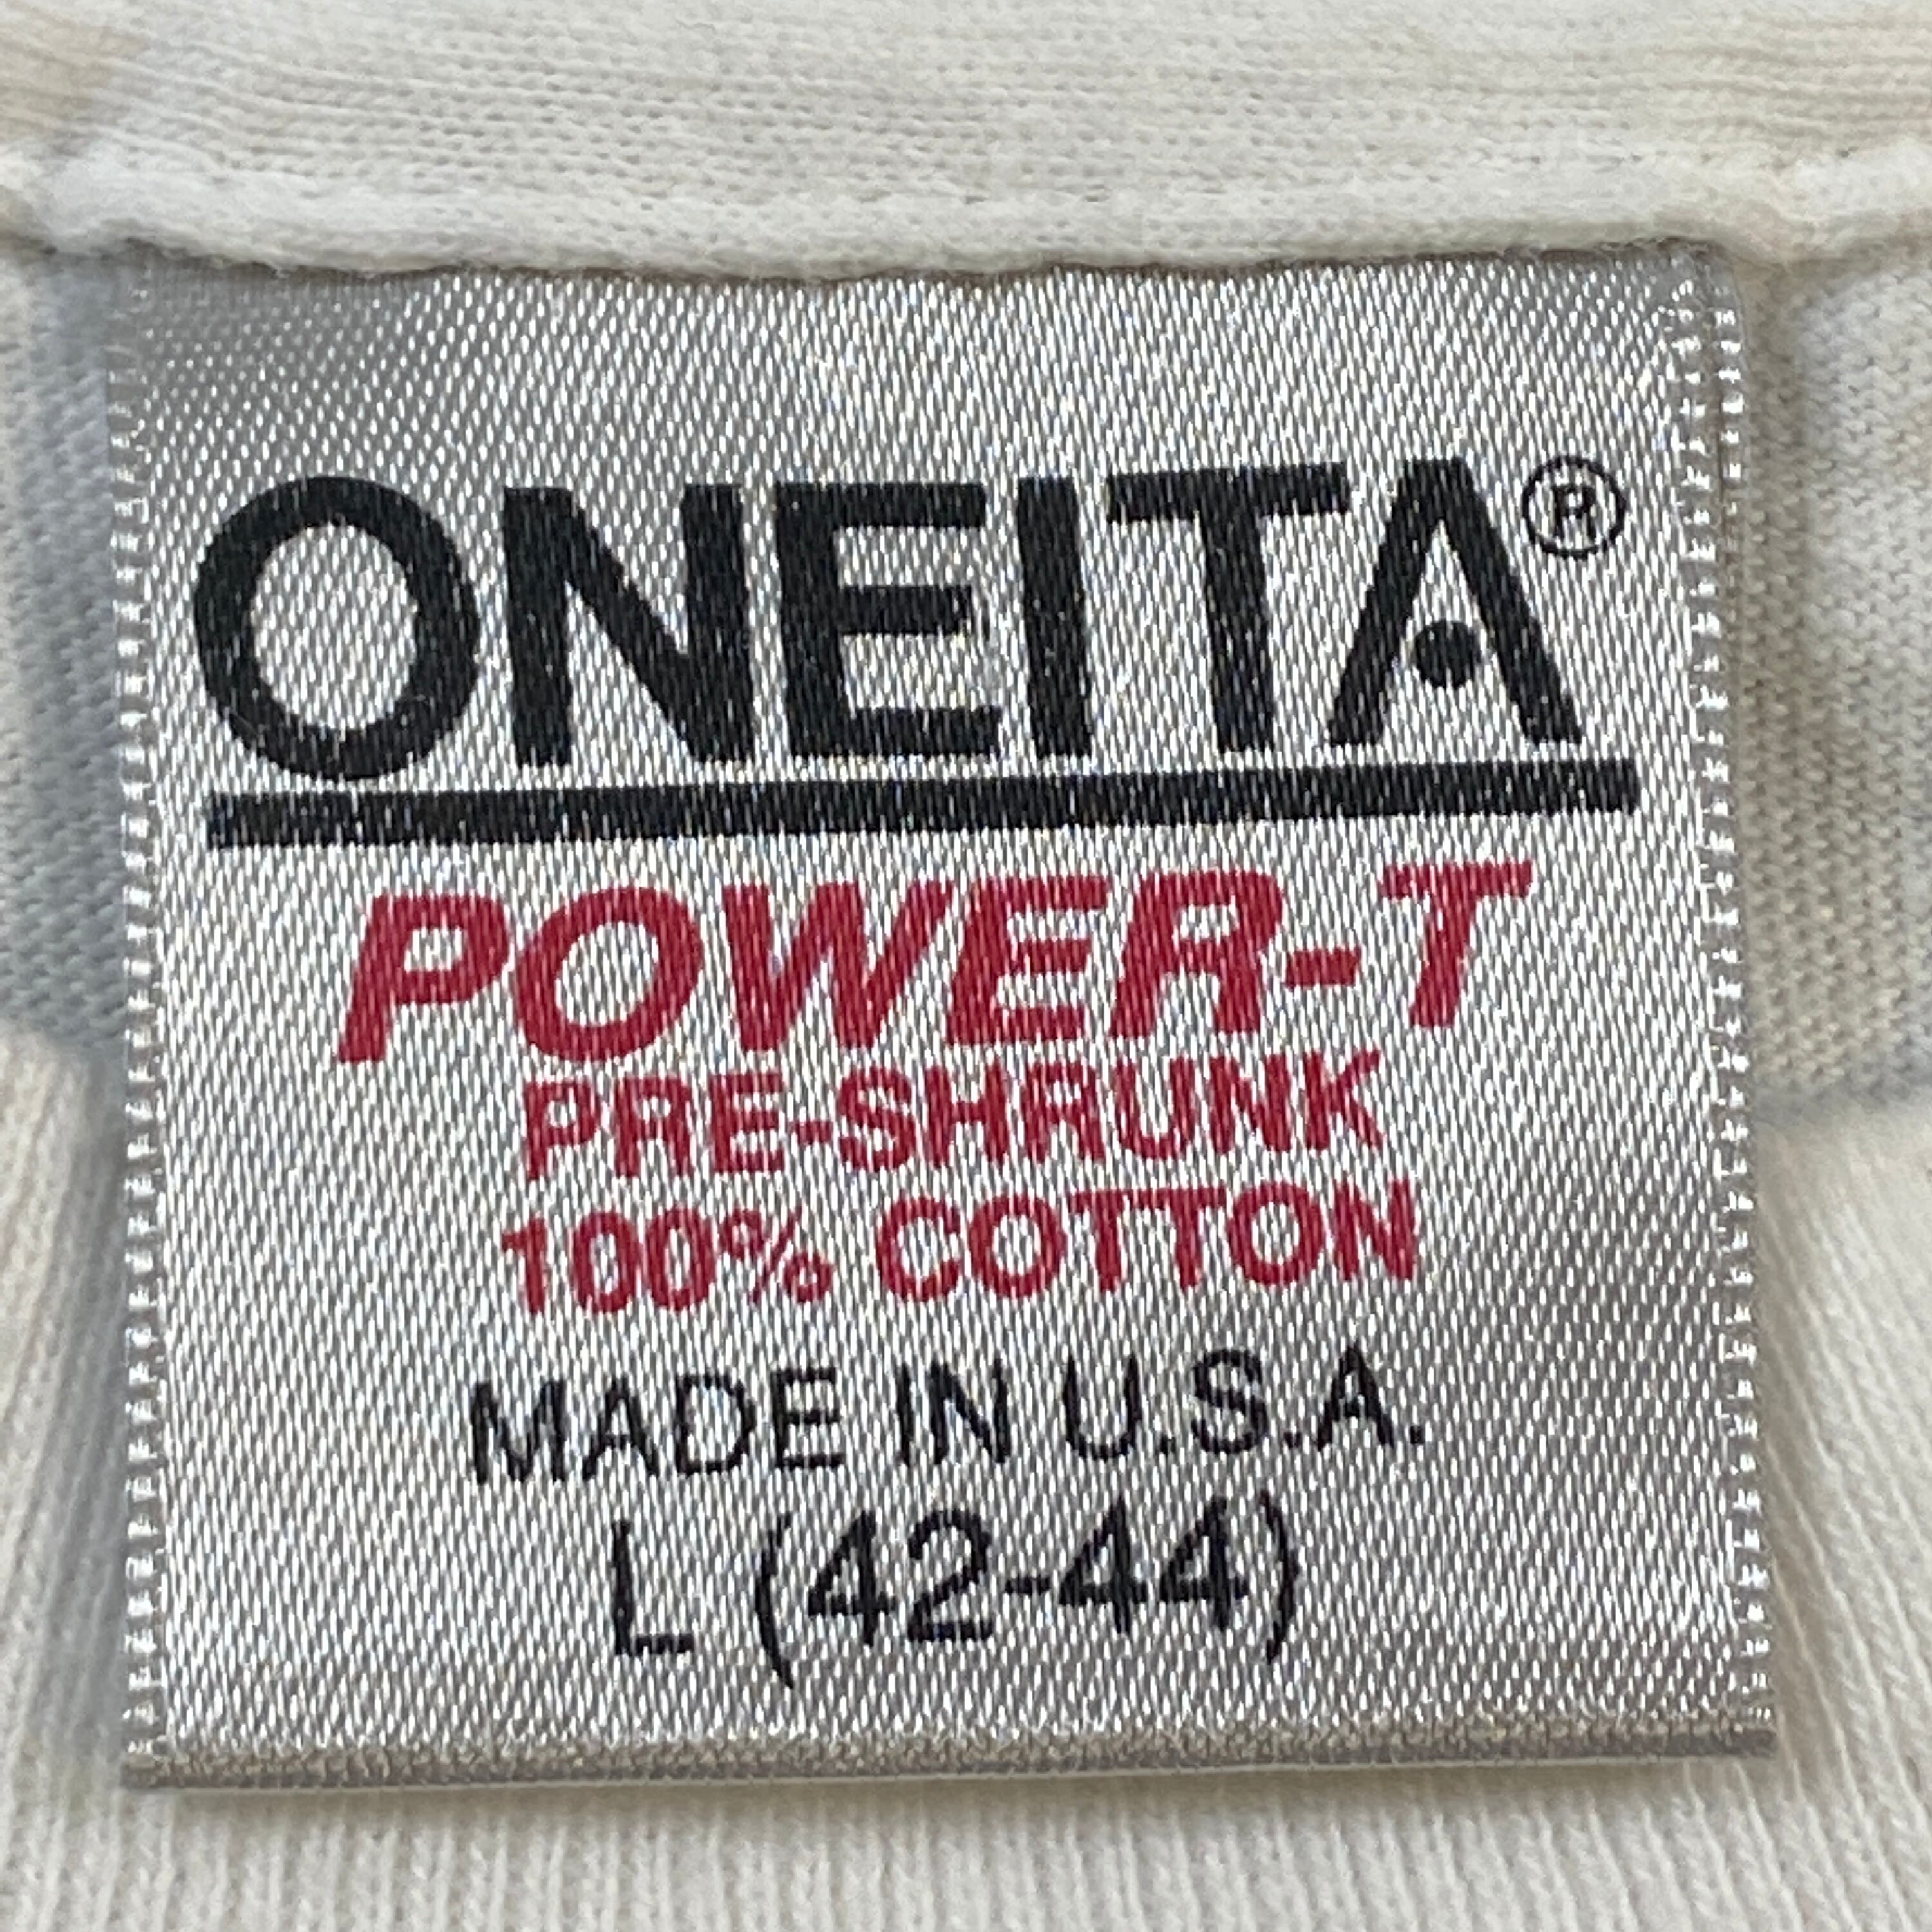 ONEITA®
POWER-T
PRE-SHRUNK
100% COTTON
MADE IN U.S.A.
L (42-44)